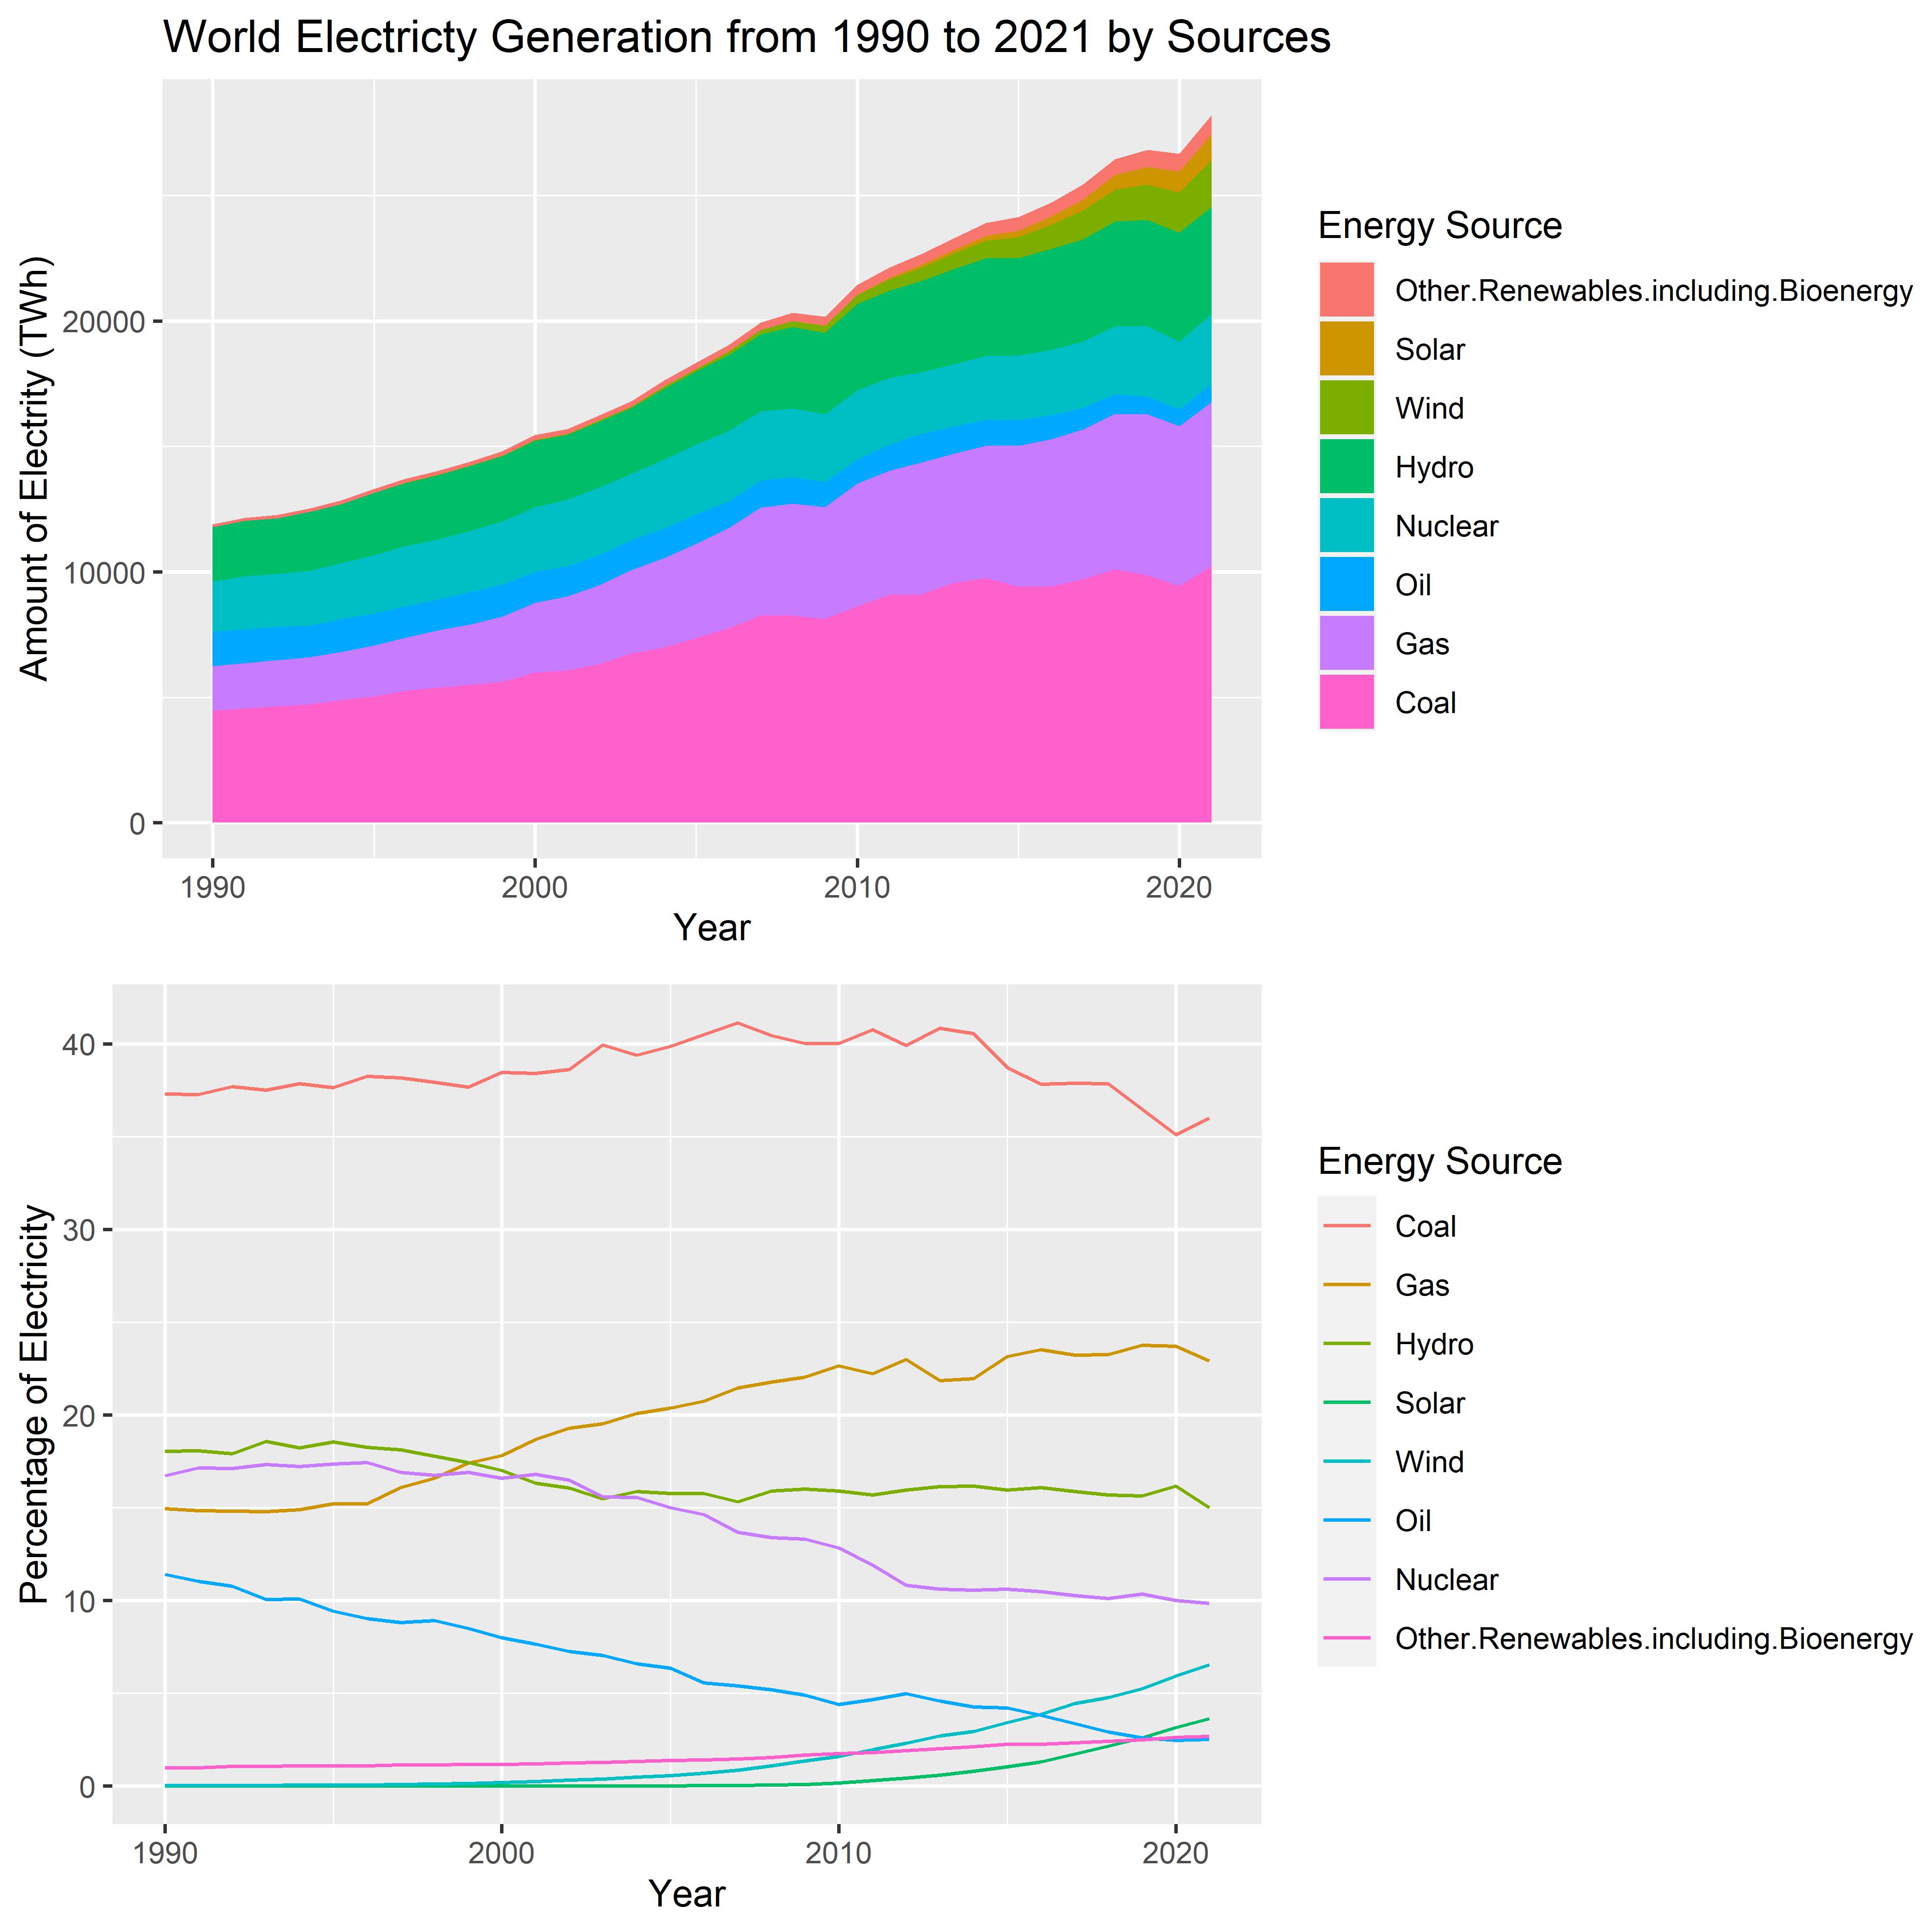 World Electricty Generation from 1990 to 2021 by Sources
Amount of Electrity (TWh)
20000
10000
0
1990 2000 2010 2020
Year
Energy Source
Other.Renewables.including.Bioenergy
Solar
Wind
Hydro
Nuclear
Oil
Gas
Coal
Percentage of Electricity
40
30
20
10
0
1990 2000 2010 2020
Year
Energy Source
Coal
Gas
Hydro
Solar
Wind
Oil
Nuclear
Other.Renewables.including.Bioenergy